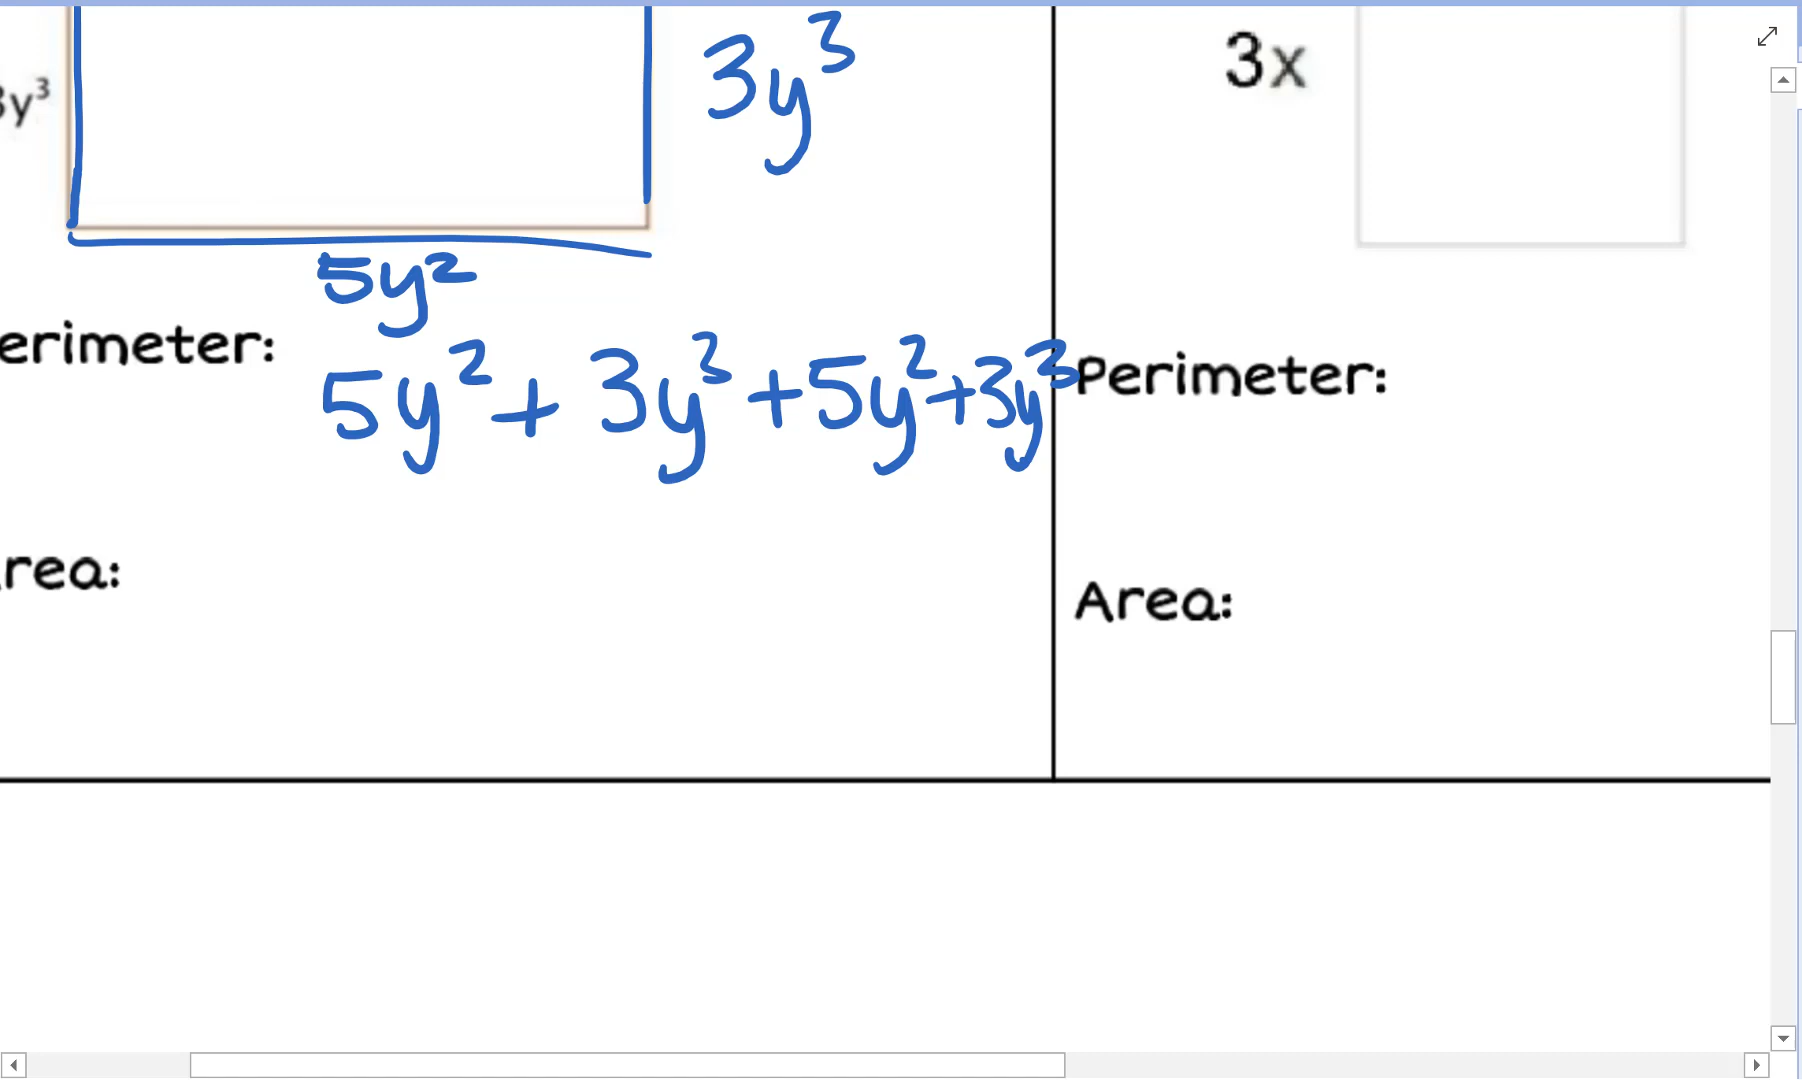 3y³
3x
y³
5y²
erimeter:
5y² + 3y³ + 5y² + 3y³
Perimeter:
rea:
Area: